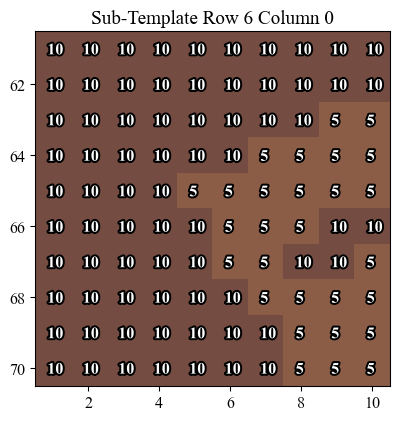 Sub-Template Row 6 Column 0
10 10 10 10 10 10 10 10 10 10
62 10 10 10 10 10 10 10 10 10 10
10 10 10 10 10 10 10 10 5 5
64 10 10 10 10 10 10 5 5 5 5
10 10 10 10 5 5 5 5 5 5
66 10 10 10 10 10 5 5 5 10 10
10 10 10 10 10 5 5 10 10 5
68 10 10 10 10 10 10 5 5 5 5
10 10 10 10 10 10 10 5 5 5
70 10 10 10 10 10 10 10 5 5 5
2 4 6 8 10